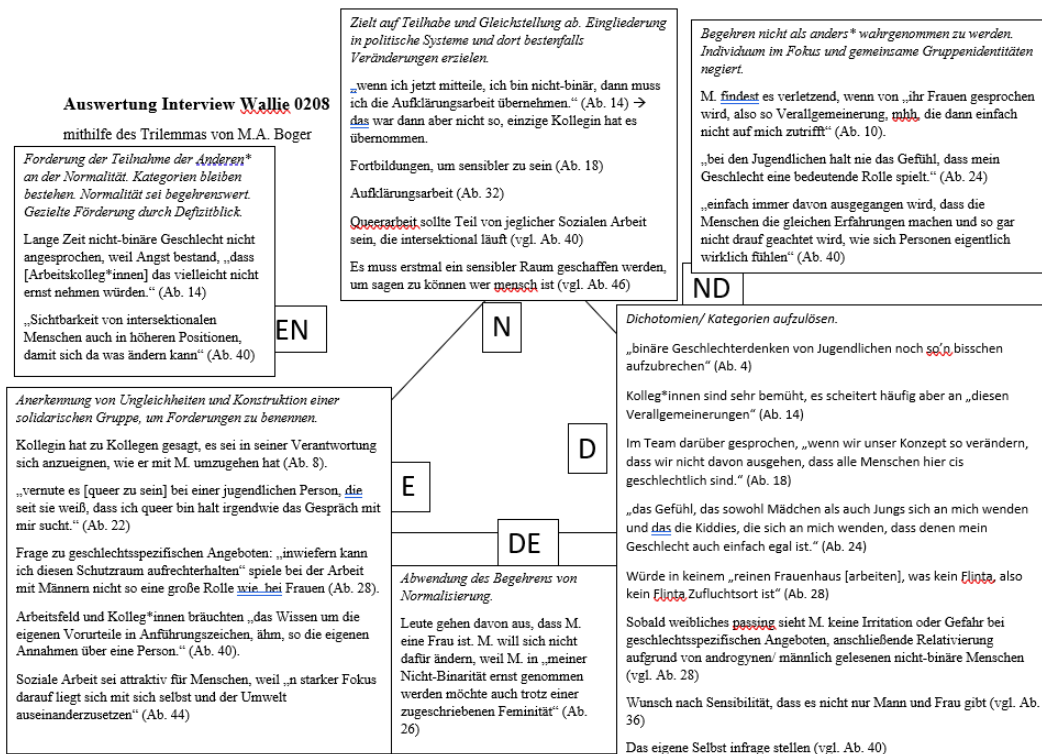 Auswertung Interview Wallie 0208
mithilfe des Trilemmas von M.A. Boger
Zielt auf Teilhabe und Gleichstellung ab. Eingliederung
in politische Systeme und dort bestenfalls
Veränderungen erzielen.
„wenn ich jetzt mitteile, ich bin nicht-binär, dann muss
ich die Aufklärungsarbeit übernehmen.“ (Ab. 14) →
das war dann aber nicht so, einzige Kollegin hat es
übernommen.
Fortbildungen, um sensibler zu sein (Ab. 18)
Aufklärungsarbeit (Ab. 32)
Queerarbeit sollte Teil von jeglicher Sozialen Arbeit
sein, die intersektional läuft (vgl. Ab. 40)
Es muss erstmal ein sensibler Raum geschaffen werden,
um sagen zu können wer mensch ist (vgl. Ab. 46)
Begehren nicht als anders* wahrgenommen zu werden.
Individuum im Fokus und gemeinsame Gruppenidentitäten
negiert.
M. findest es verletzend, wenn von „ihr Frauen gesprochen
wird, also so Verallgemeinerung, mhh, die dann einfach
nicht auf mich zutrifft“ (Ab. 10).
„bei den Jugendlichen halt nie das Gefühl, dass mein
Geschlecht eine bedeutende Rolle spielt.“ (Ab. 24)
„einfach immer davon ausgegangen wird, dass die
Menschen die gleichen Erfahrungen machen und so gar
nicht drauf geachtet wird, wie sich Personen eigentlich
wirklich fühlen“ (Ab. 40)
Forderung der Teilnahme der Anderen*
an der Normalität. Kategorien bleiben
bestehen. Normalität sei begehrenswert.
Gezielte Förderung durch Defizitblick.
Lange Zeit nicht-binäre Geschlecht nicht
angesprochen, weil Angst bestand, „dass
[Arbeitskolleg*innen] das vielleicht nicht
ernst nehmen würden.“ (Ab. 14)
„Sichtbarkeit von intersektionalen
Menschen auch in höheren Positionen,
damit sich da was ändern kann“ (Ab. 40)
EN
N
ND
Anerkennung von Ungleichheiten und Konstruktion einer
solidarischen Gruppe, um Forderungen zu benennen.
Kollegin hat zu Kollegen gesagt, es sei in seiner Verantwortung
sich anzueignen, wie er mit M. umzugehen hat (Ab. 8).
„vernute es [queer zu sein] bei einer jugendlichen Person, die
seit sie weiß, dass ich queer bin halt irgendwie das Gespräch mit
mir sucht.“ (Ab. 22)
Frage zu geschlechtsspezifischen Angeboten: „inwiefern kann
ich diesen Schutzraum aufrechterhalten“ spiele bei der Arbeit
mit Männern nicht so eine große Rolle wie bei Frauen (Ab. 28).
Arbeitsfeld und Kolleg*innen bräuchten „das Wissen um die
eigenen Vorurteile in Anführungszeichen, ähm, so die eigenen
Annahmen über eine Person.“ (Ab. 40).
Soziale Arbeit sei attraktiv für Menschen, weil „n starker Fokus
darauf liegt sich mit sich selbst und der Umwelt
auseinanderzusetzen“ (Ab. 44)
E
D
DE
Abwendung des Begehrens von
Normalisierung.
Leute gehen davon aus, dass M.
eine Frau ist. M. will sich nicht
dafür ändern, weil M. in „meiner
Nicht-Binarität ernst genommen
werden möchte auch trotz einer
zugeschriebenen Feminität“ (Ab.
26)
Dichotomien/ Kategorien aufzulösen.
„binäre Geschlechterdenken von Jugendlichen noch so’n bisschen
aufzubrechen“ (Ab. 4)
Kolleg*innen sind sehr bemüht, es scheitert häufig aber an „diesen
Verallgemeinerungen“ (Ab. 14)
Im Team darüber gesprochen, „wenn wir unser Konzept so verändern,
dass wir nicht davon ausgehen, dass alle Menschen hier cis
geschlechtlich sind.“ (Ab. 18)
„das Gefühl, das sowohl Mädchen als auch Jungs sich an mich wenden
und das die Kiddies, die sich an mich wenden, dass denen mein
Geschlecht auch einfach egal ist.“ (Ab. 24)
Würde in keinem „reinen Frauenhaus [arbeiten], was kein Flinta, also
kein Flinta Zufluchtsort ist“ (Ab. 28)
Sobald weibliches passing sieht M. keine Irritation oder Gefahr bei
geschlechtsspezifischen Angeboten, anschließende Relativierung
aufgrund von androgynen/ männlich gelesenen nicht-binäre Menschen
(vgl. Ab. 28)
Wunsch nach Sensibilität, dass es nicht nur Mann und Frau gibt (vgl. Ab.
36)
Das eigene Selbst infrage stellen (vgl. Ab. 40)